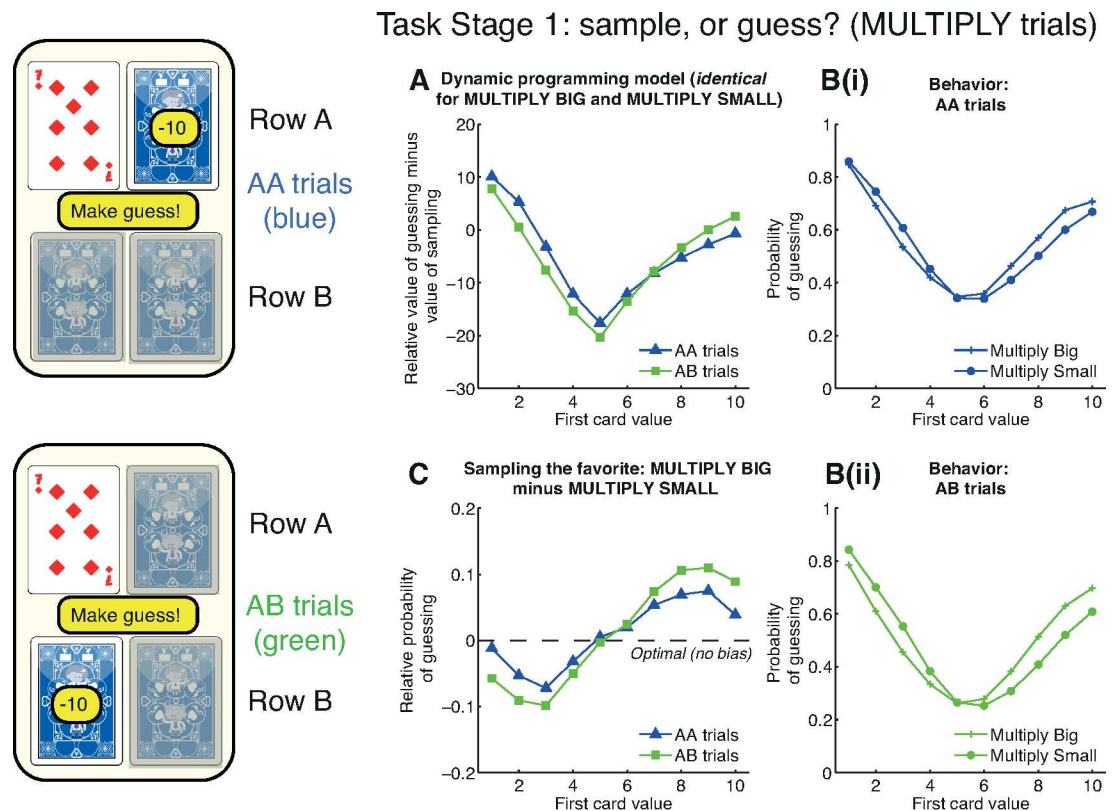 Task Stage 1: sample, or guess? (MULTIPLY trials)
7
-10
7
Row A
AA trials
(blue)
Make guess!
Row B
7
7
Row A
AB trials
(green)
Make guess!
-10
Row B
A
Dynamic programming model (identical
for MULTIPLY BIG and MULTIPLY SMALL)
Relative value of guessing minus
value of sampling
20
10
0
−10
−20
−30
AA trials
AB trials
2 4 6 8 10
First card value
B(i)
Behavior:
AA trials
Probability
of guessing
1
0.8
0.6
0.4
0.2
0
Multiply Big
Multiply Small
2 4 6 8 10
First card value
C
Sampling the favorite: MULTIPLY BIG
minus MULTIPLY SMALL
Relative probability
of guessing
0.2
0.1
0
−0.1
−0.2
Optimal (no bias)
AA trials
AB trials
2 4 6 8 10
First card value
B(ii)
Behavior:
AB trials
Probability
of guessing
1
0.8
0.6
0.4
0.2
0
Multiply Big
Multiply Small
2 4 6 8 10
First card value